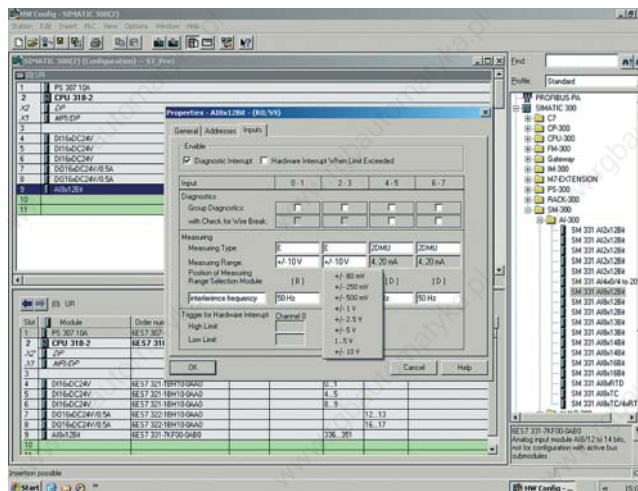 HW Config - SIMATIC 300(2)
Station Edit Insert PLC View Options Window Help
SIMATIC 300(2) (Configuration) -- S7_Pro1
(0) UR
1 PS 307 10A
2 CPU 318-2
X2 DP
X1 MPI/DP
3
4 DI16xDC24V
5 DI16xDC24V
6 DI16xDC24V
7 DO16xDC24V/0.5A
8 DO16xDC24V/0.5A
9 AI8x12Bit
10
11
Properties - AI8x12Bit - (R0/S9)
General Addresses Inputs
Enable
Diagnostic Interrupt Hardware Interrupt When Limit Exceeded
Input 0 - 1 2 - 3 4 - 5 6 - 7
Diagnostics
Group Diagnostics:
with Check for Wire Break:
Measuring
Measuring Type: E E 2DMU 2DMU
Measuring Range: +/- 10 V +/- 10 V 4..20 mA 4..20 mA
Position of Measuring
Range Selection Module: [B] [D] [D]
Interference frequency 50 Hz 50 Hz
+/- 80 mV
+/- 250 mV
+/- 500 mV
+/- 1 V
+/- 2.5 V
+/- 5 V
1..5 V
+/- 10 V
Trigger for Hardware Interrupt Channel 0
High Limit:
Low Limit:
OK Cancel Help
Find:
Profile: Standard
PROFIBUS-PA
SIMATIC 300
C7
CP-300
CPU-300
FM-300
Gateway
IM-300
M7-EXTENSION
PS-300
RACK-300
SM-300
AI-300
SM 331 AI2x12Bit
SM 331 AI2x12Bit
SM 331 AI8x12Bit
SM 331 AI8x12Bit
SM 331 AI8x12Bit
SM 331 AI8x14Bit
SM 331 AI8x14Bit
SM 331 AI8x16Bit
SM 331 AI8xRTD
SM 331 AI8xTC
6ES7 331-7KF00-0AB0
Analog input module AI8/12 to 14 bits,
not for configuration with active bus
submodules
(0) UR
Slot Module Order num
1 PS 307 10A 6ES7 307-
2 CPU 318-2 6ES7 318
X2 DP
X1 MPI/DP
3
4 DI16xDC24V 6ES7 321-1BH10-0AA0 0...1
5 DI16xDC24V 6ES7 321-1BH10-0AA0 4...5
6 DI16xDC24V 6ES7 321-1BH10-0AA0 8...9
7 DO16xDC24V/0.5A 6ES7 322-1BH10-0AA0 12...13
8 DO16xDC24V/0.5A 6ES7 322-1BH10-0AA0 16...17
9 AI8x12Bit 6ES7 331-7KF00-0AB0 336...351
10
Insertion possible
Start HW Config - ...